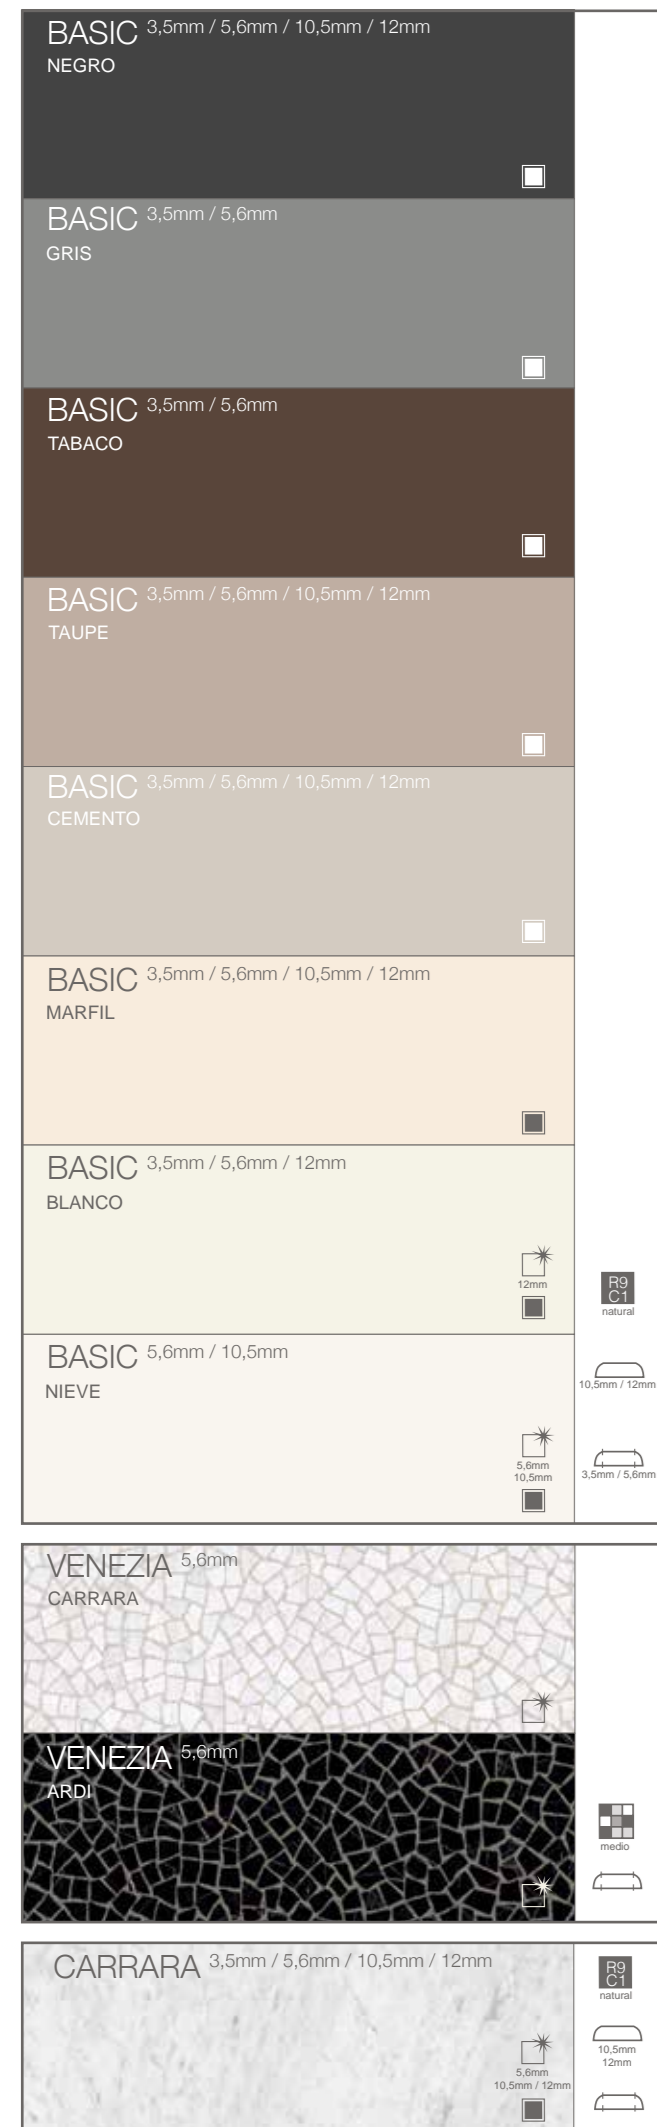 BASIC 3,5mm / 5,6mm / 10,5mm / 12mm
NEGRO
BASIC 3,5mm / 5,6mm
GRIS
BASIC 3,5mm / 5,6mm
TABACO
BASIC 3,5mm / 5,6mm / 10,5mm / 12mm
TAUPE
BASIC 3,5mm / 5,6mm / 10,5mm / 12mm
CEMENTO
BASIC 3,5mm / 5,6mm / 10,5mm / 12mm
MARFIL
BASIC 3,5mm / 5,6mm / 12mm
BLANCO
12mm
R9
C1
natural
BASIC 5,6mm / 10,5mm
NIEVE
10,5mm / 12mm
5,6mm
10,5mm
3,5mm / 5,6mm
VENEZIA 5,6mm
CARRARA
VENEZIA 5,6mm
ARDI
medio
CARRARA 3,5mm / 5,6mm / 10,5mm / 12mm
R9
C1
natural
10,5mm
12mm
5,6mm
10,5mm / 12mm